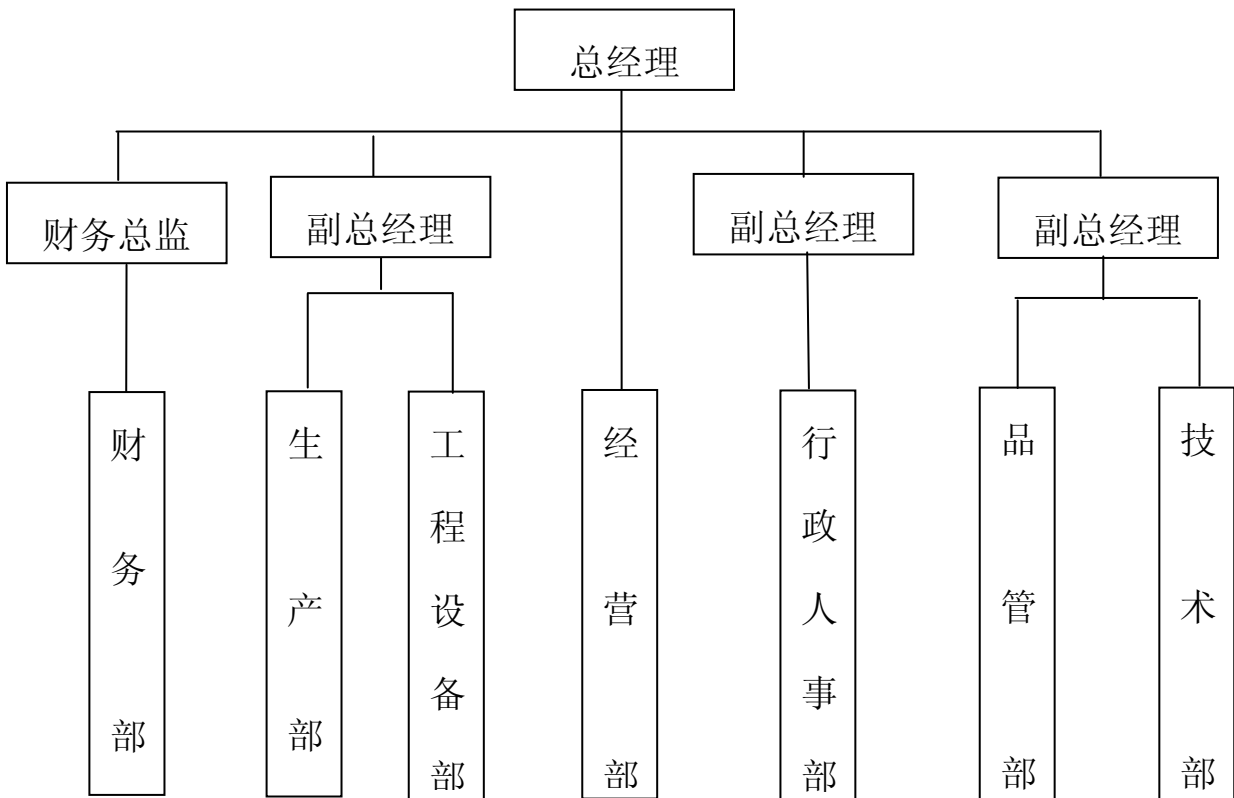 总经理
财务总监
副总经理
副总经理
副总经理
财务部
生产部
工程设备部
经营部
行政人事部
品管部
技术部